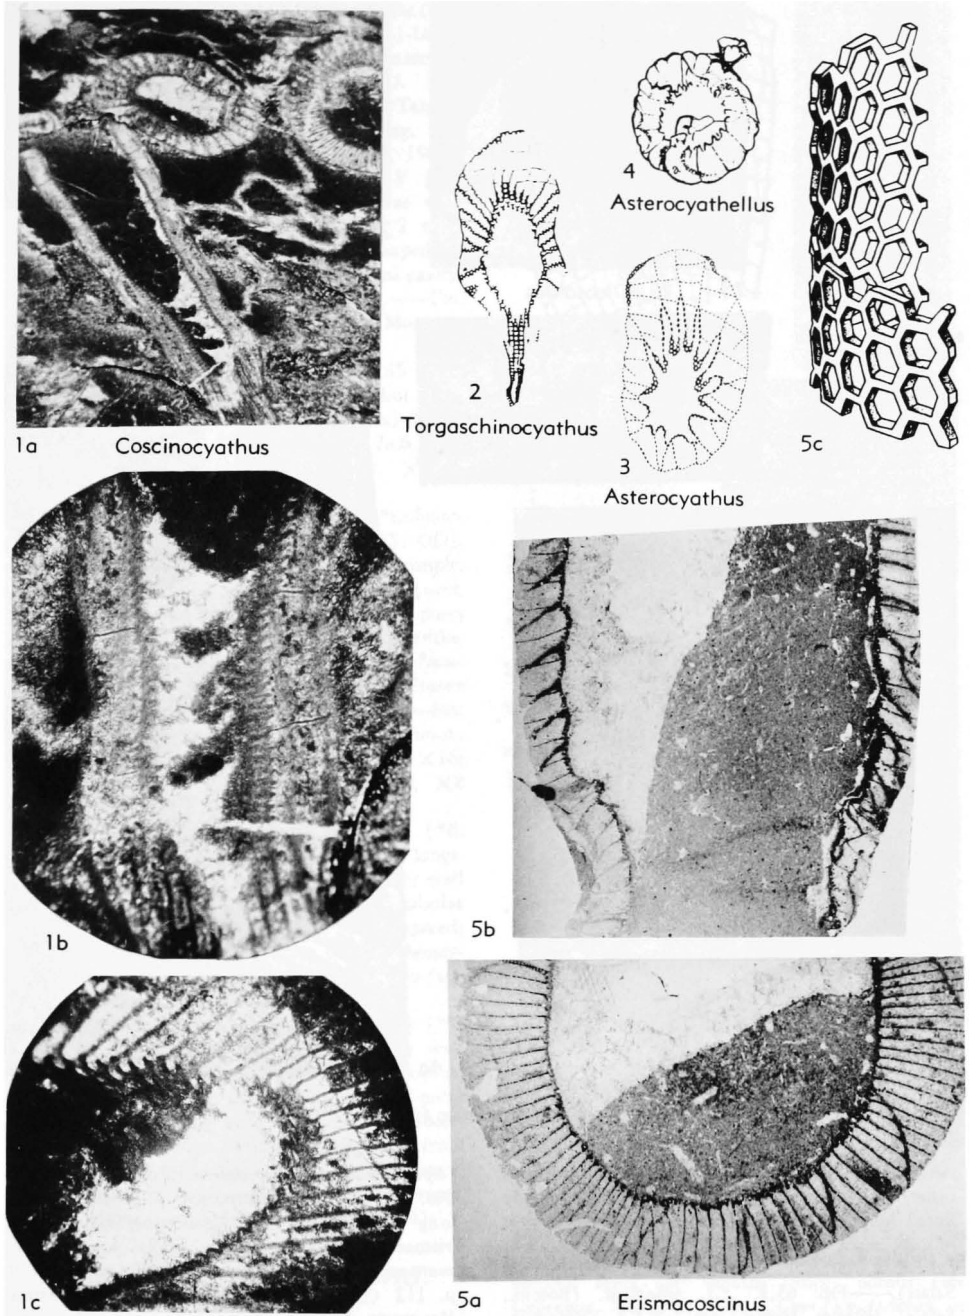 4
Asterocyathellus
2
Torgaschinocyathus
1a
Coscinocyathus
3
Asterocyathus
5c
1b
5b
1c
5a
Erismacoscinus